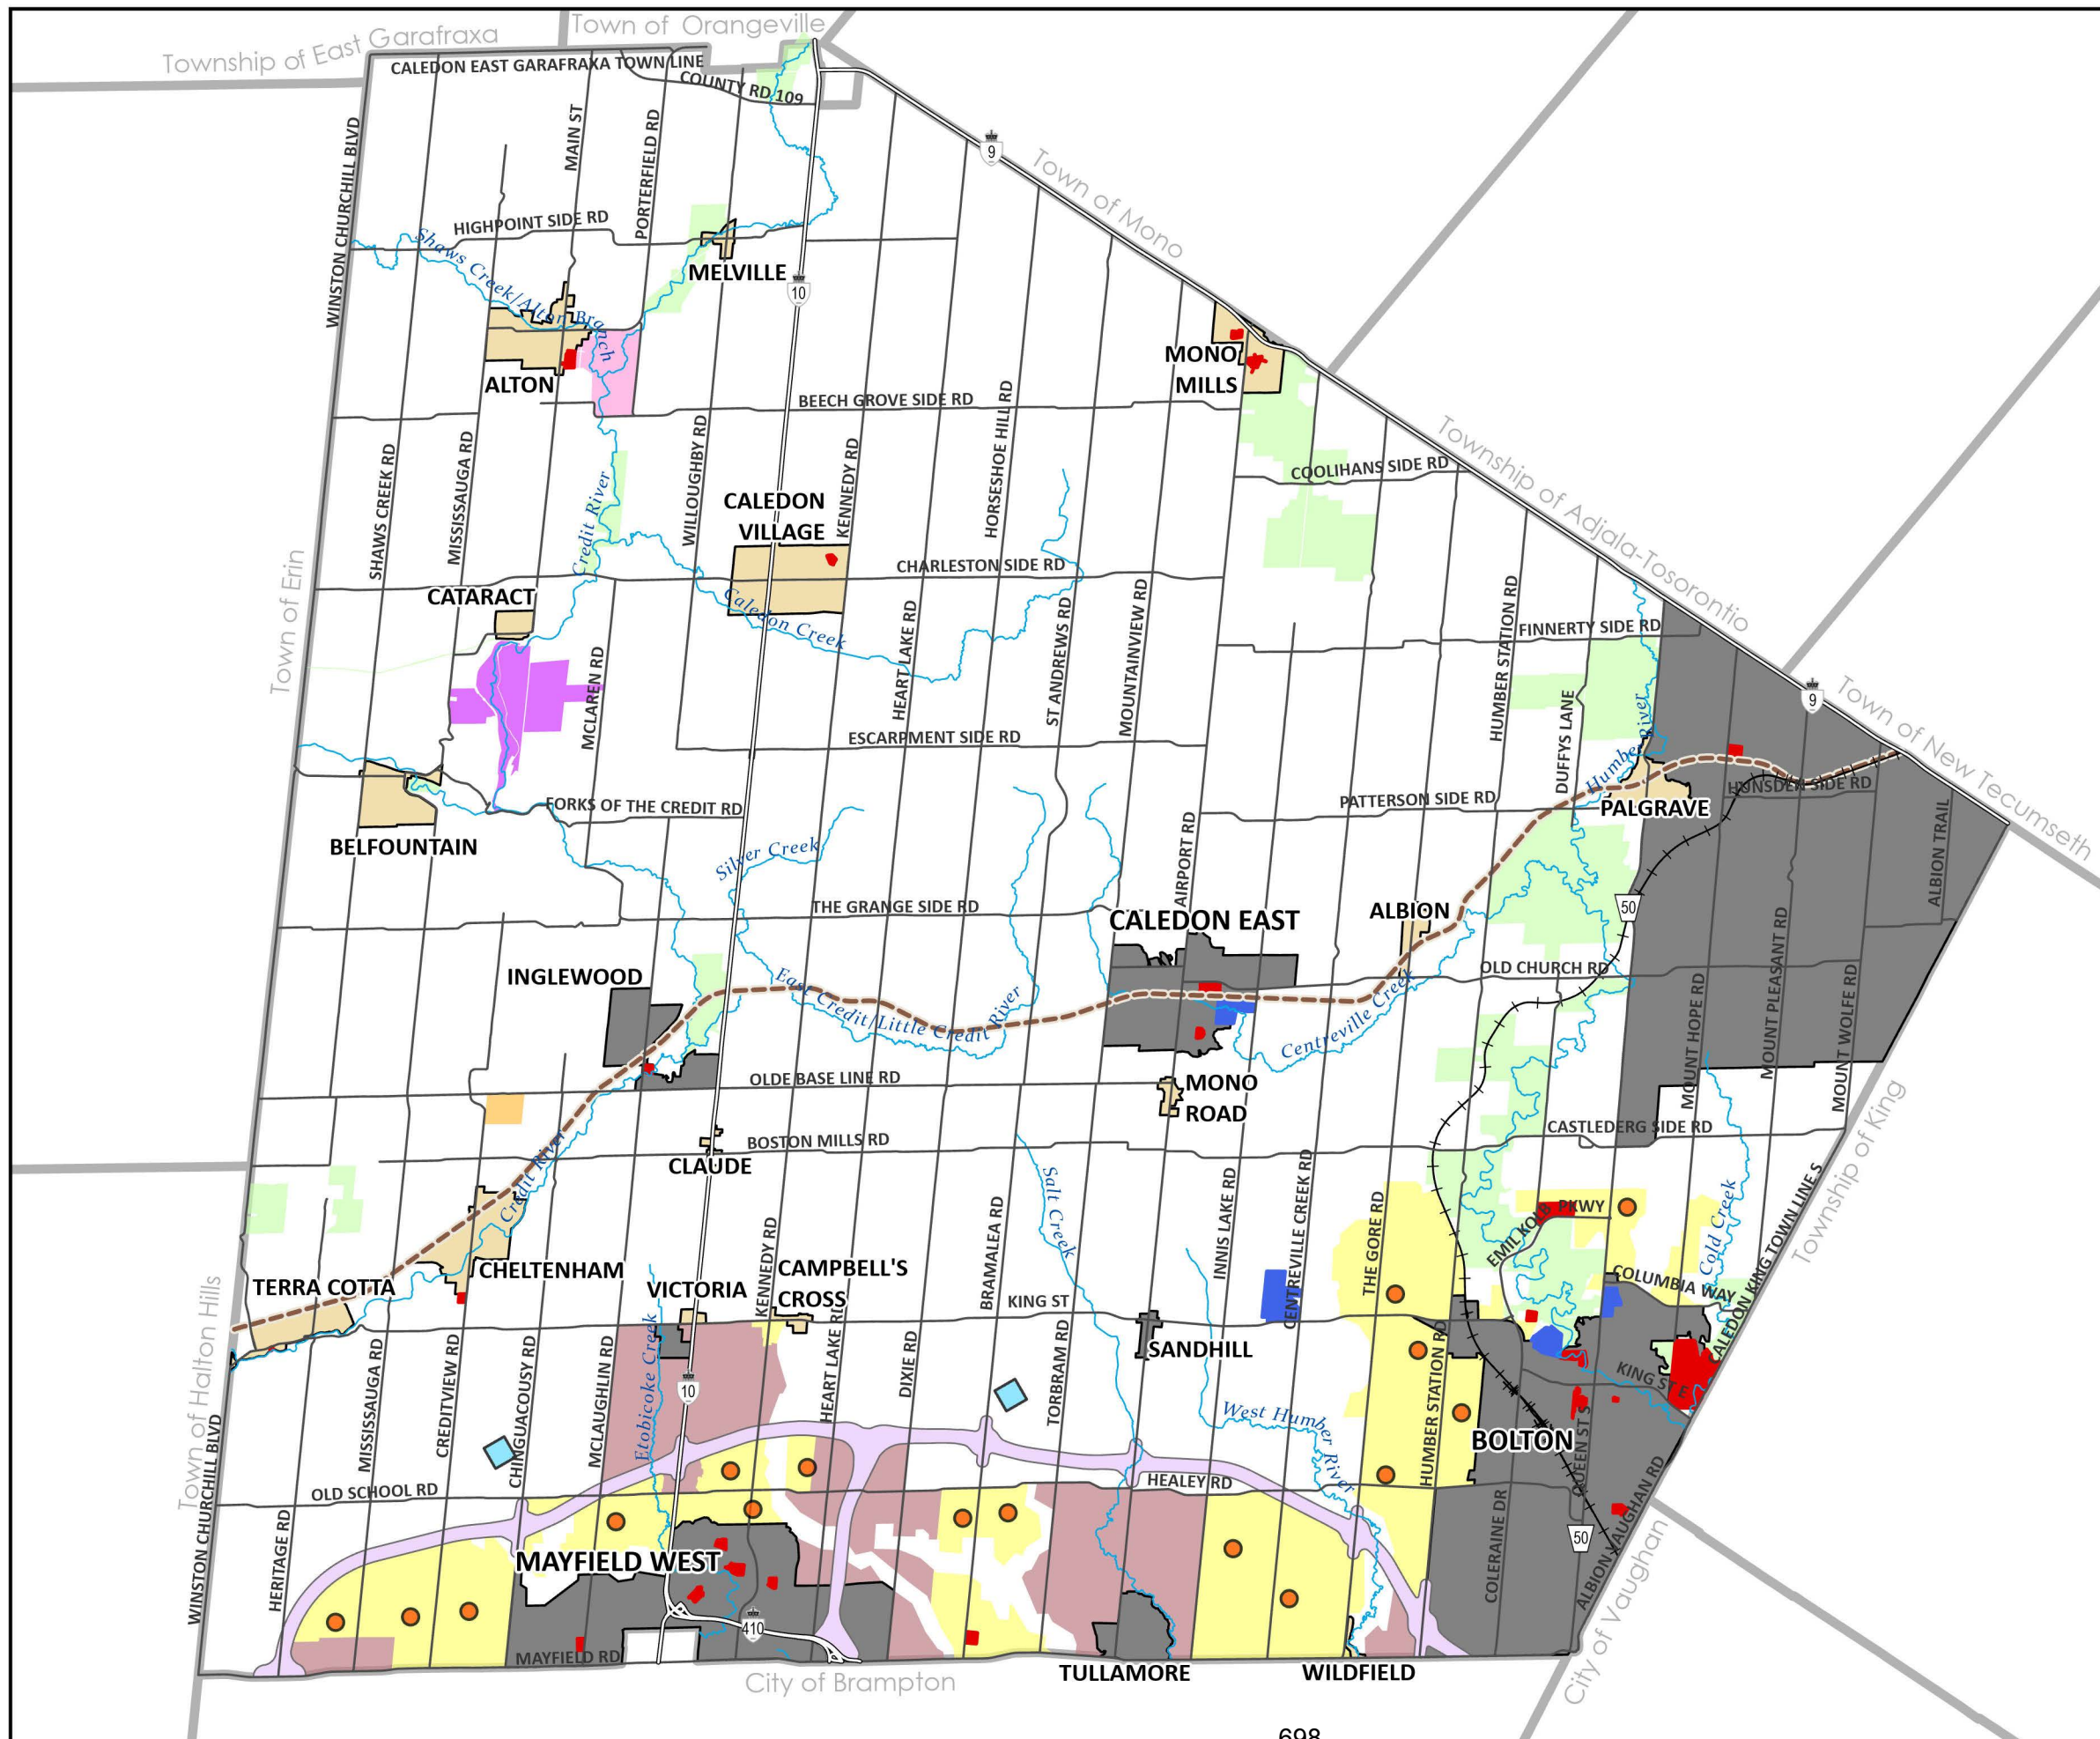 Township of East Garafraxa
Town of Orangeville
CALEDON EAST GARAFRAXA TOWN LINE
COUNTY RD 109
WINSTON CHURCHILL BLVD
MAIN ST
PORTERFIELD RD
9
Town of Mono
HIGHPOINT SIDE RD
Shaws Creek/Alton Branch
MELVILLE
10
ALTON
MONO
MILLS
BEECH GROVE SIDE RD
HORSESHOE HILL RD
Township of Adjala-Tosorontio
COOLIHANS SIDE RD
SHAWS CREEK RD
MISSISSAUGA RD
Credit River
WILLOUGHBY RD
CALEDON
VILLAGE
KENNEDY RD
CHARLESTON SIDE RD
Town of Erin
CATARACT
Caledon Creek
HEART LAKE RD
ST ANDREWS RD
MOUNTAINVIEW RD
HUMBER STATION RD
FINNERTY SIDE RD
MCLAREN RD
ESCARPMENT SIDE RD
DUFFYS LANE
Humber River
9
Town of New Tecumseth
FORKS OF THE CREDIT RD
PATTERSON SIDE RD
PALGRAVE
HUNSDEN SIDE RD
BELFOUNTAIN
Silver Creek
AIRPORT RD
ALBION TRAIL
THE GRANGE SIDE RD
CALEDON EAST
ALBION
50
INGLEWOOD
East Credit/Little Credit River
OLD CHURCH RD
Centreville Creek
MOUNT HOPE RD
MOUNT PLEASANT RD
MOUNT WOLFE RD
OLDE BASE LINE RD
MONO
ROAD
Credit River
BOSTON MILLS RD
CLAUDE
CASTLEDERG SIDE RD
Township of King
Salt Creek
INNIS LAKE RD
CENTREVILLE CREEK RD
THE GORE RD
EMIL KOLB PKWY
Cold Creek
CALEDON KING TOWN LINE S
CHELTENHAM
TERRA COTTA
VICTORIA
KENNEDY RD
CAMPBELL'S
CROSS
BRAMALEA RD
KING ST
COLUMBIA WAY
Town of Halton Hills
MISSISSAUGA RD
CREDITVIEW RD
CHINGUACOUSY RD
MCLAUGHLIN RD
Etobicoke Creek
10
HEART LAKE RD
DIXIE RD
TORBRAM RD
SANDHILL
West Humber River
HUMBER STATION RD
KING ST E
BOLTON
QUEEN ST S
OLD SCHOOL RD
HEALEY RD
WINSTON CHURCHILL BLVD
HERITAGE RD
MAYFIELD WEST
COLERAINE DR
50
ALBION VAUGHAN RD
City of Vaughan
410
MAYFIELD RD
City of Brampton
TULLAMORE
WILDFIELD
698